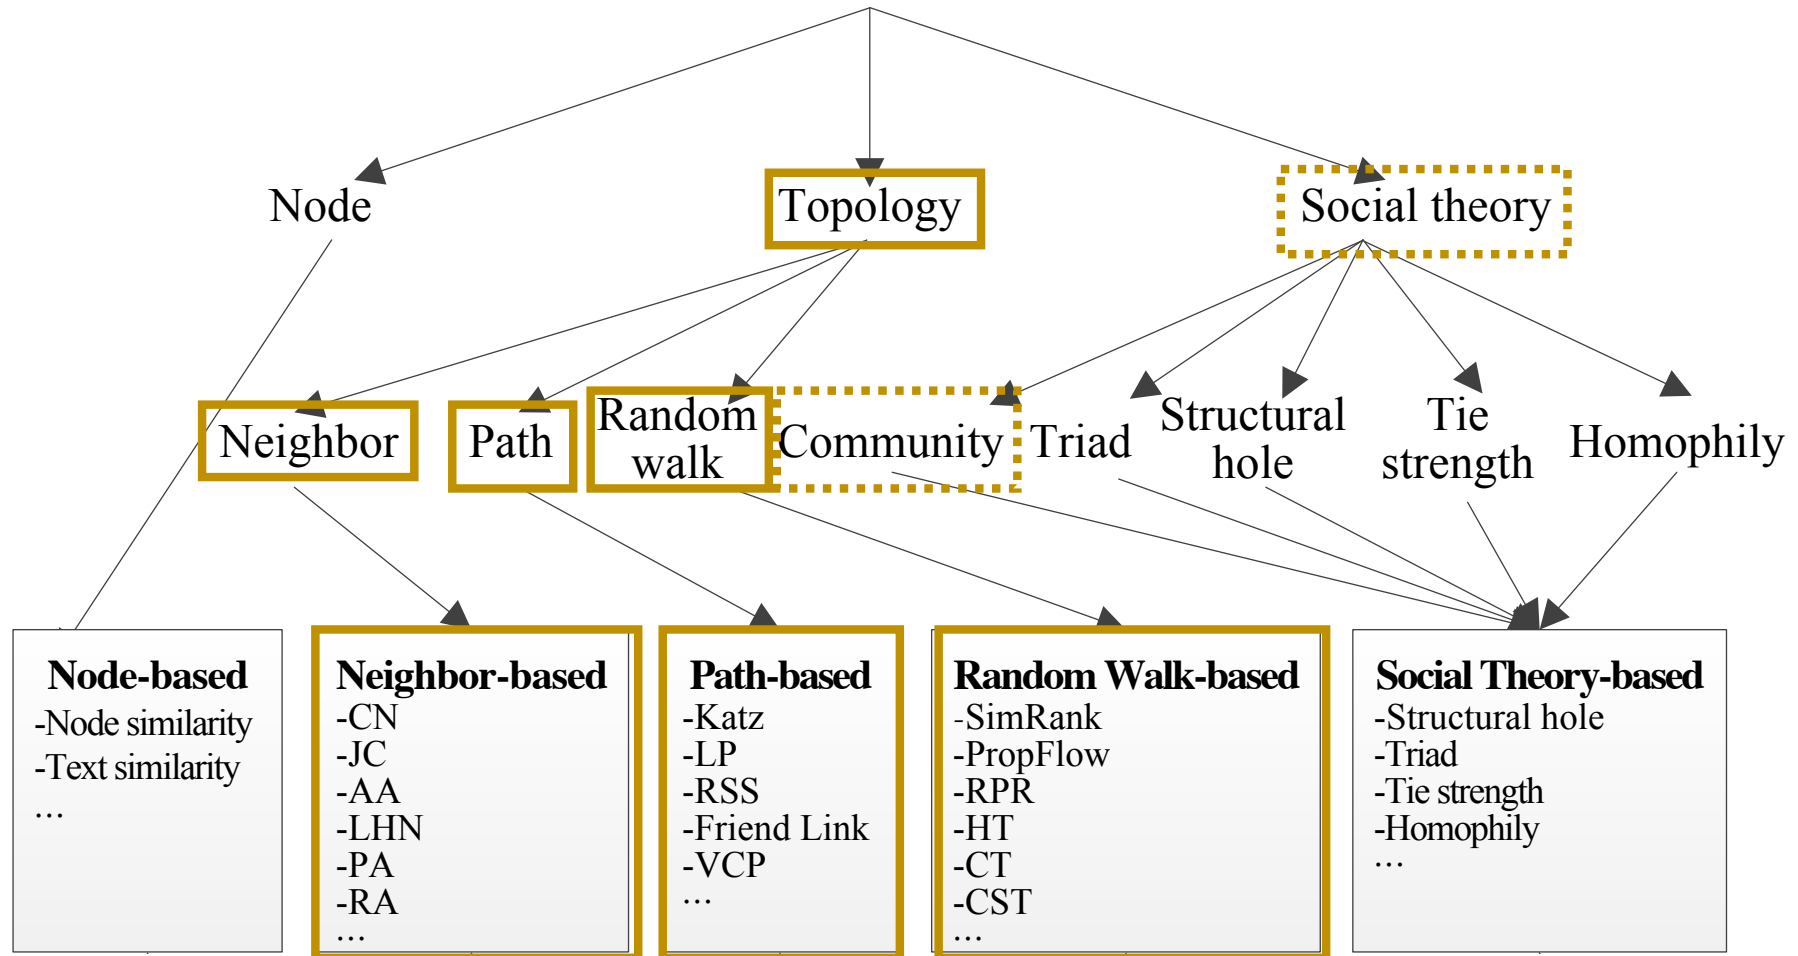 Node
Topology
Social theory
Neighbor
Path
Random
walk
Community
Triad
Structural
hole
Tie
strength
Homophily
Node-based
-Node similarity
-Text similarity
...
Neighbor-based
-CN
-JC
-AA
-LHN
-PA
-RA
...
Path-based
-Katz
-LP
-RSS
-Friend Link
-VCP
...
Random Walk-based
-SimRank
-PropFlow
-RPR
-HT
-CT
-CST
...
Social Theory-based
-Structural hole
-Triad
-Tie strength
-Homophily
...